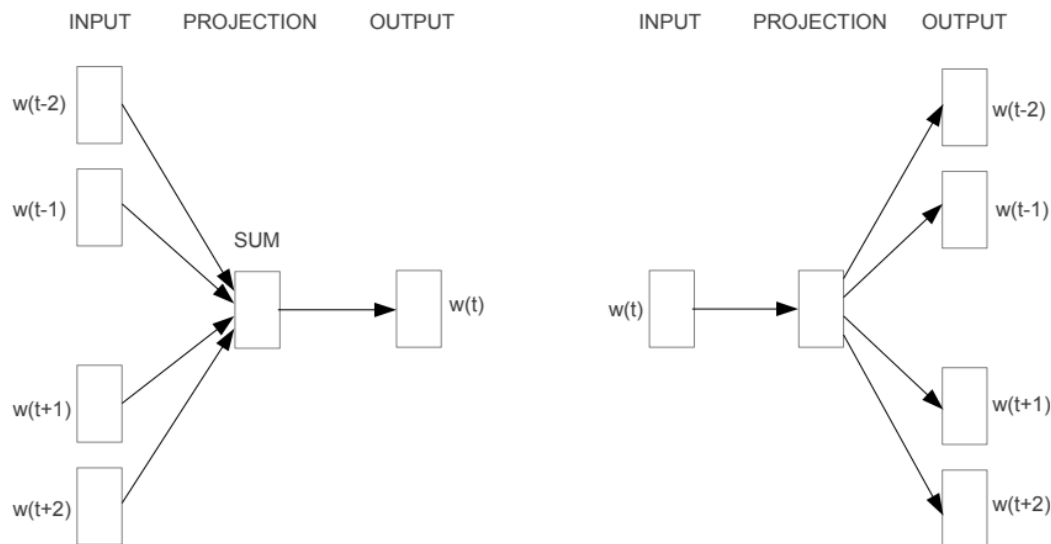 INPUT PROJECTION OUTPUT
w(t-2)
w(t-1)
SUM
w(t)
w(t+1)
w(t+2)
INPUT PROJECTION OUTPUT
w(t-2)
w(t-1)
w(t)
w(t+1)
w(t+2)